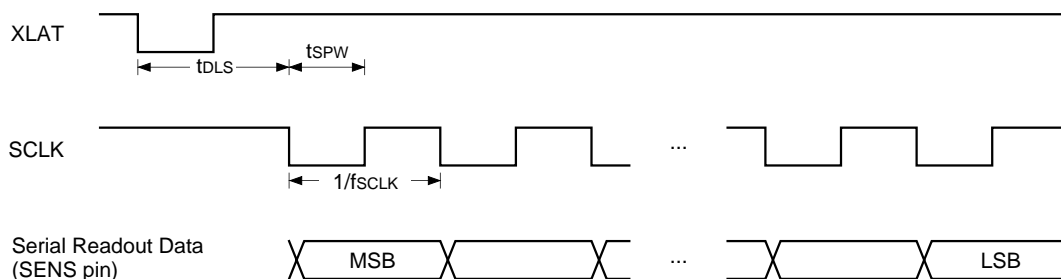 XLAT
tDLS
tSPW
SCLK
...
1/fSCLK
Serial Readout Data
(SENS pin)
MSB
...
LSB